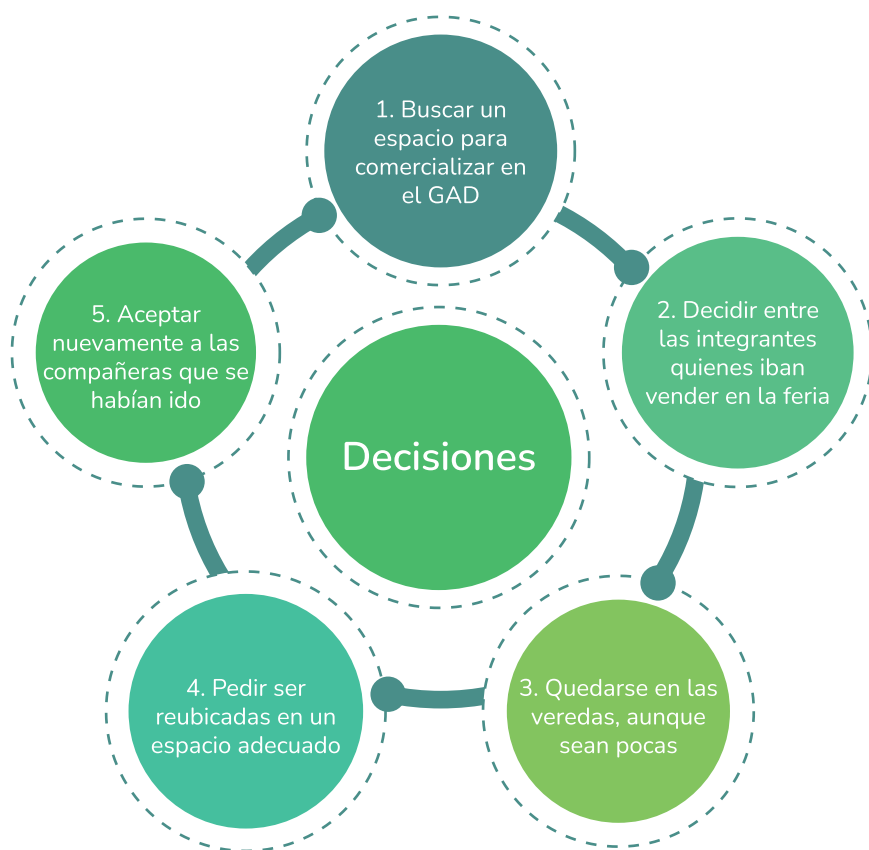 1. Buscar un
espacio para
comercializar en
el GAD
2. Decidir entre
las integrantes
quienes iban
vender en la feria
3. Quedarse en las
veredas, aunque
sean pocas
4. Pedir ser
reubicadas en un
espacio adecuado
5. Aceptar
nuevamente a las
compañeras que se
habían ido
Decisiones